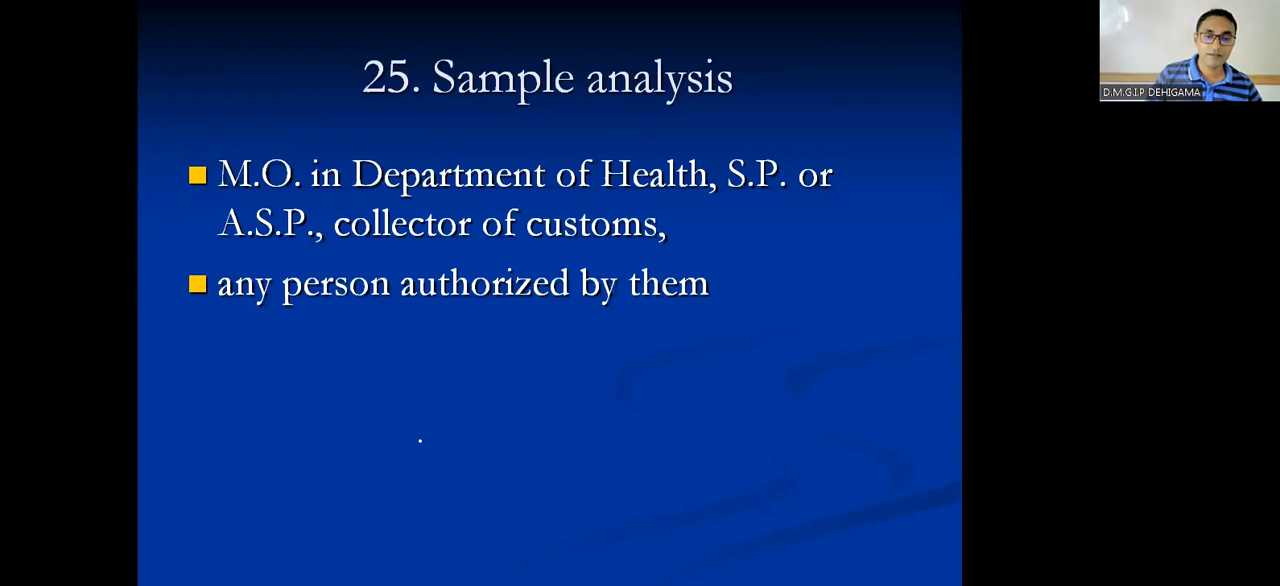 25. Sample analysis
M.O. in Department of Health, S.P. or
A.S.P., collector of customs,
any person authorized by them
D.M.G.I.P DEHIGAMA